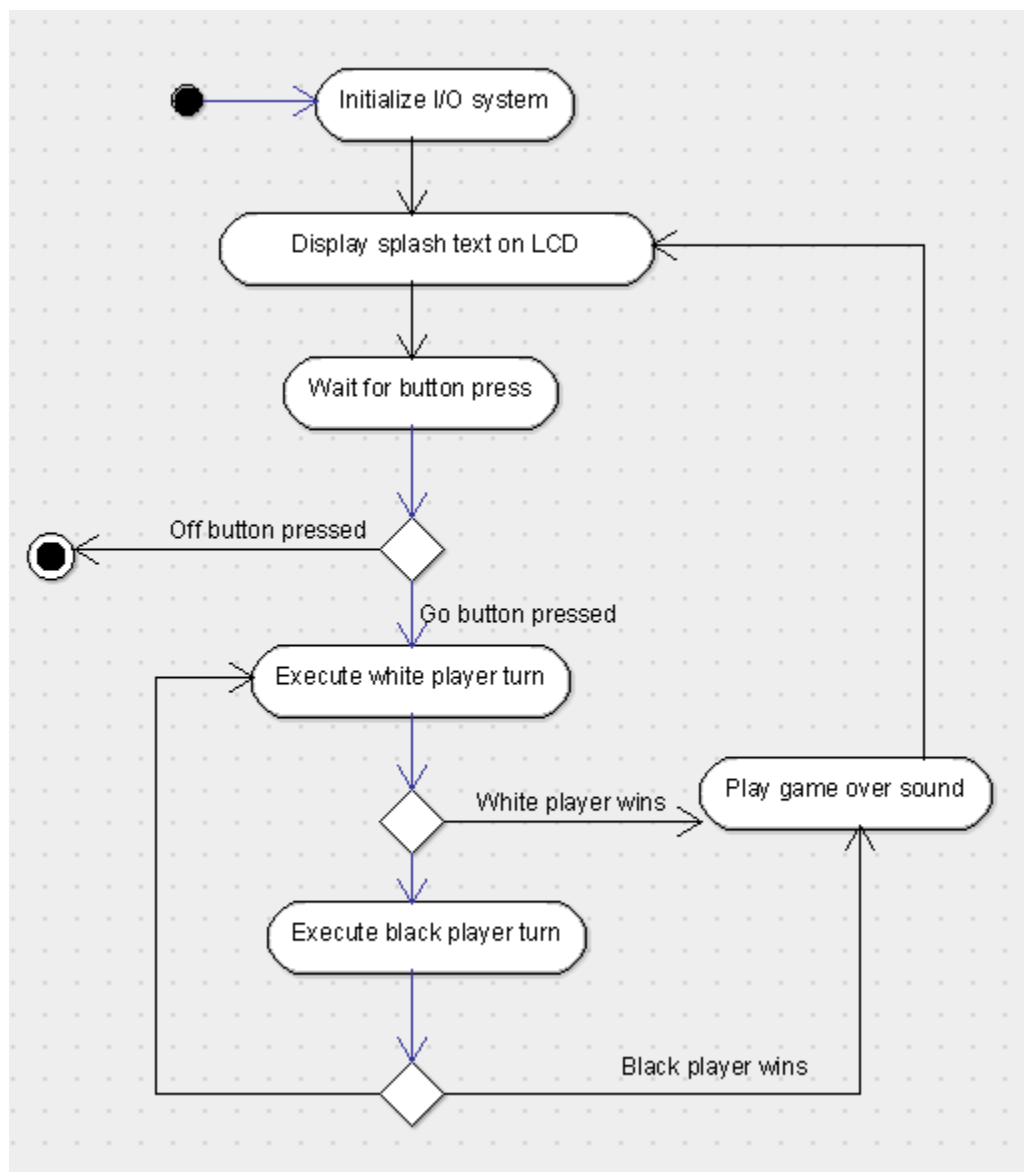 Initialize I/O system
Display splash text on LCD
Wait for button press
Off button pressed
Go button pressed
Execute white player turn
White player wins
Play game over sound
Execute black player turn
Black player wins